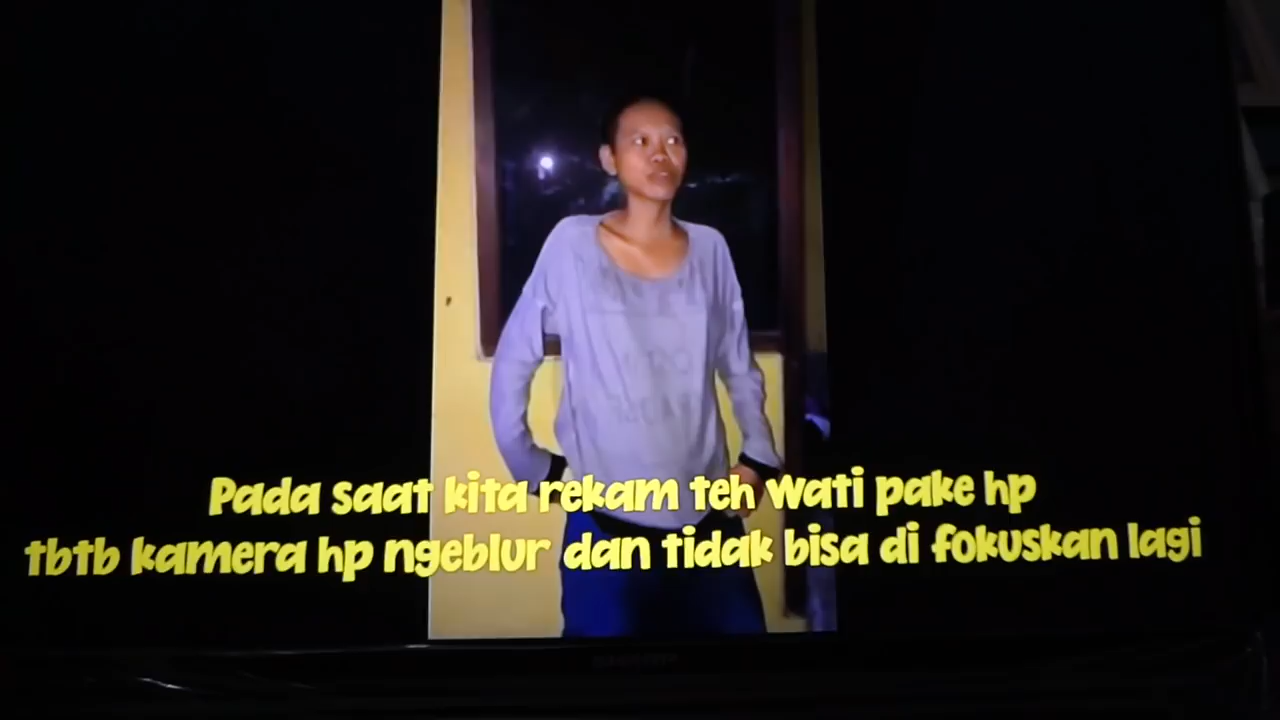 Pada saat kita rekam teh wati pake hp
tbtb kamera hp ngeblur dan tidak bisa di fokuskan lagi